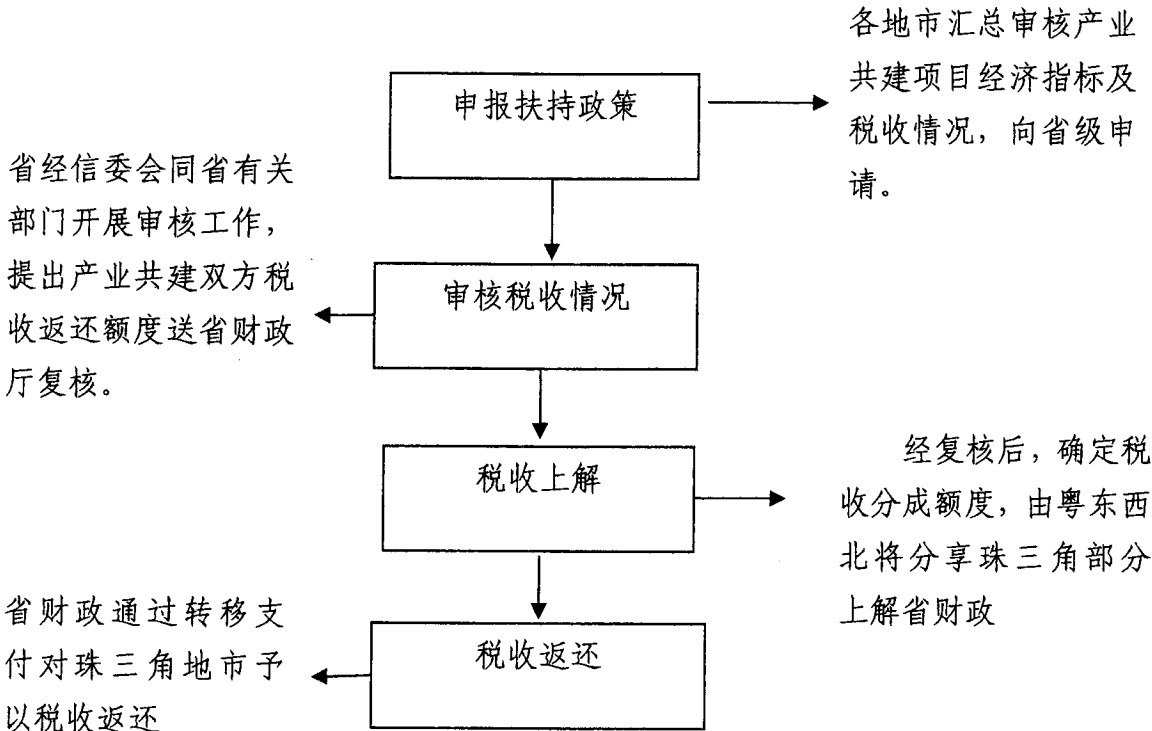 申报扶持政策
各地市汇总审核产业
共建项目经济指标及
税收情况，向省级申
请。
省经信委会同省有关
部门开展审核工作，
提出产业共建双方税
收返还额度送省财政
厅复核。
审核税收情况
税收上解
经复核后，确定税
收分成额度，由粤东西
北将分享珠三角部分
上解省财政
省财政通过转移支
付对珠三角地市予
以税收返还
税收返还